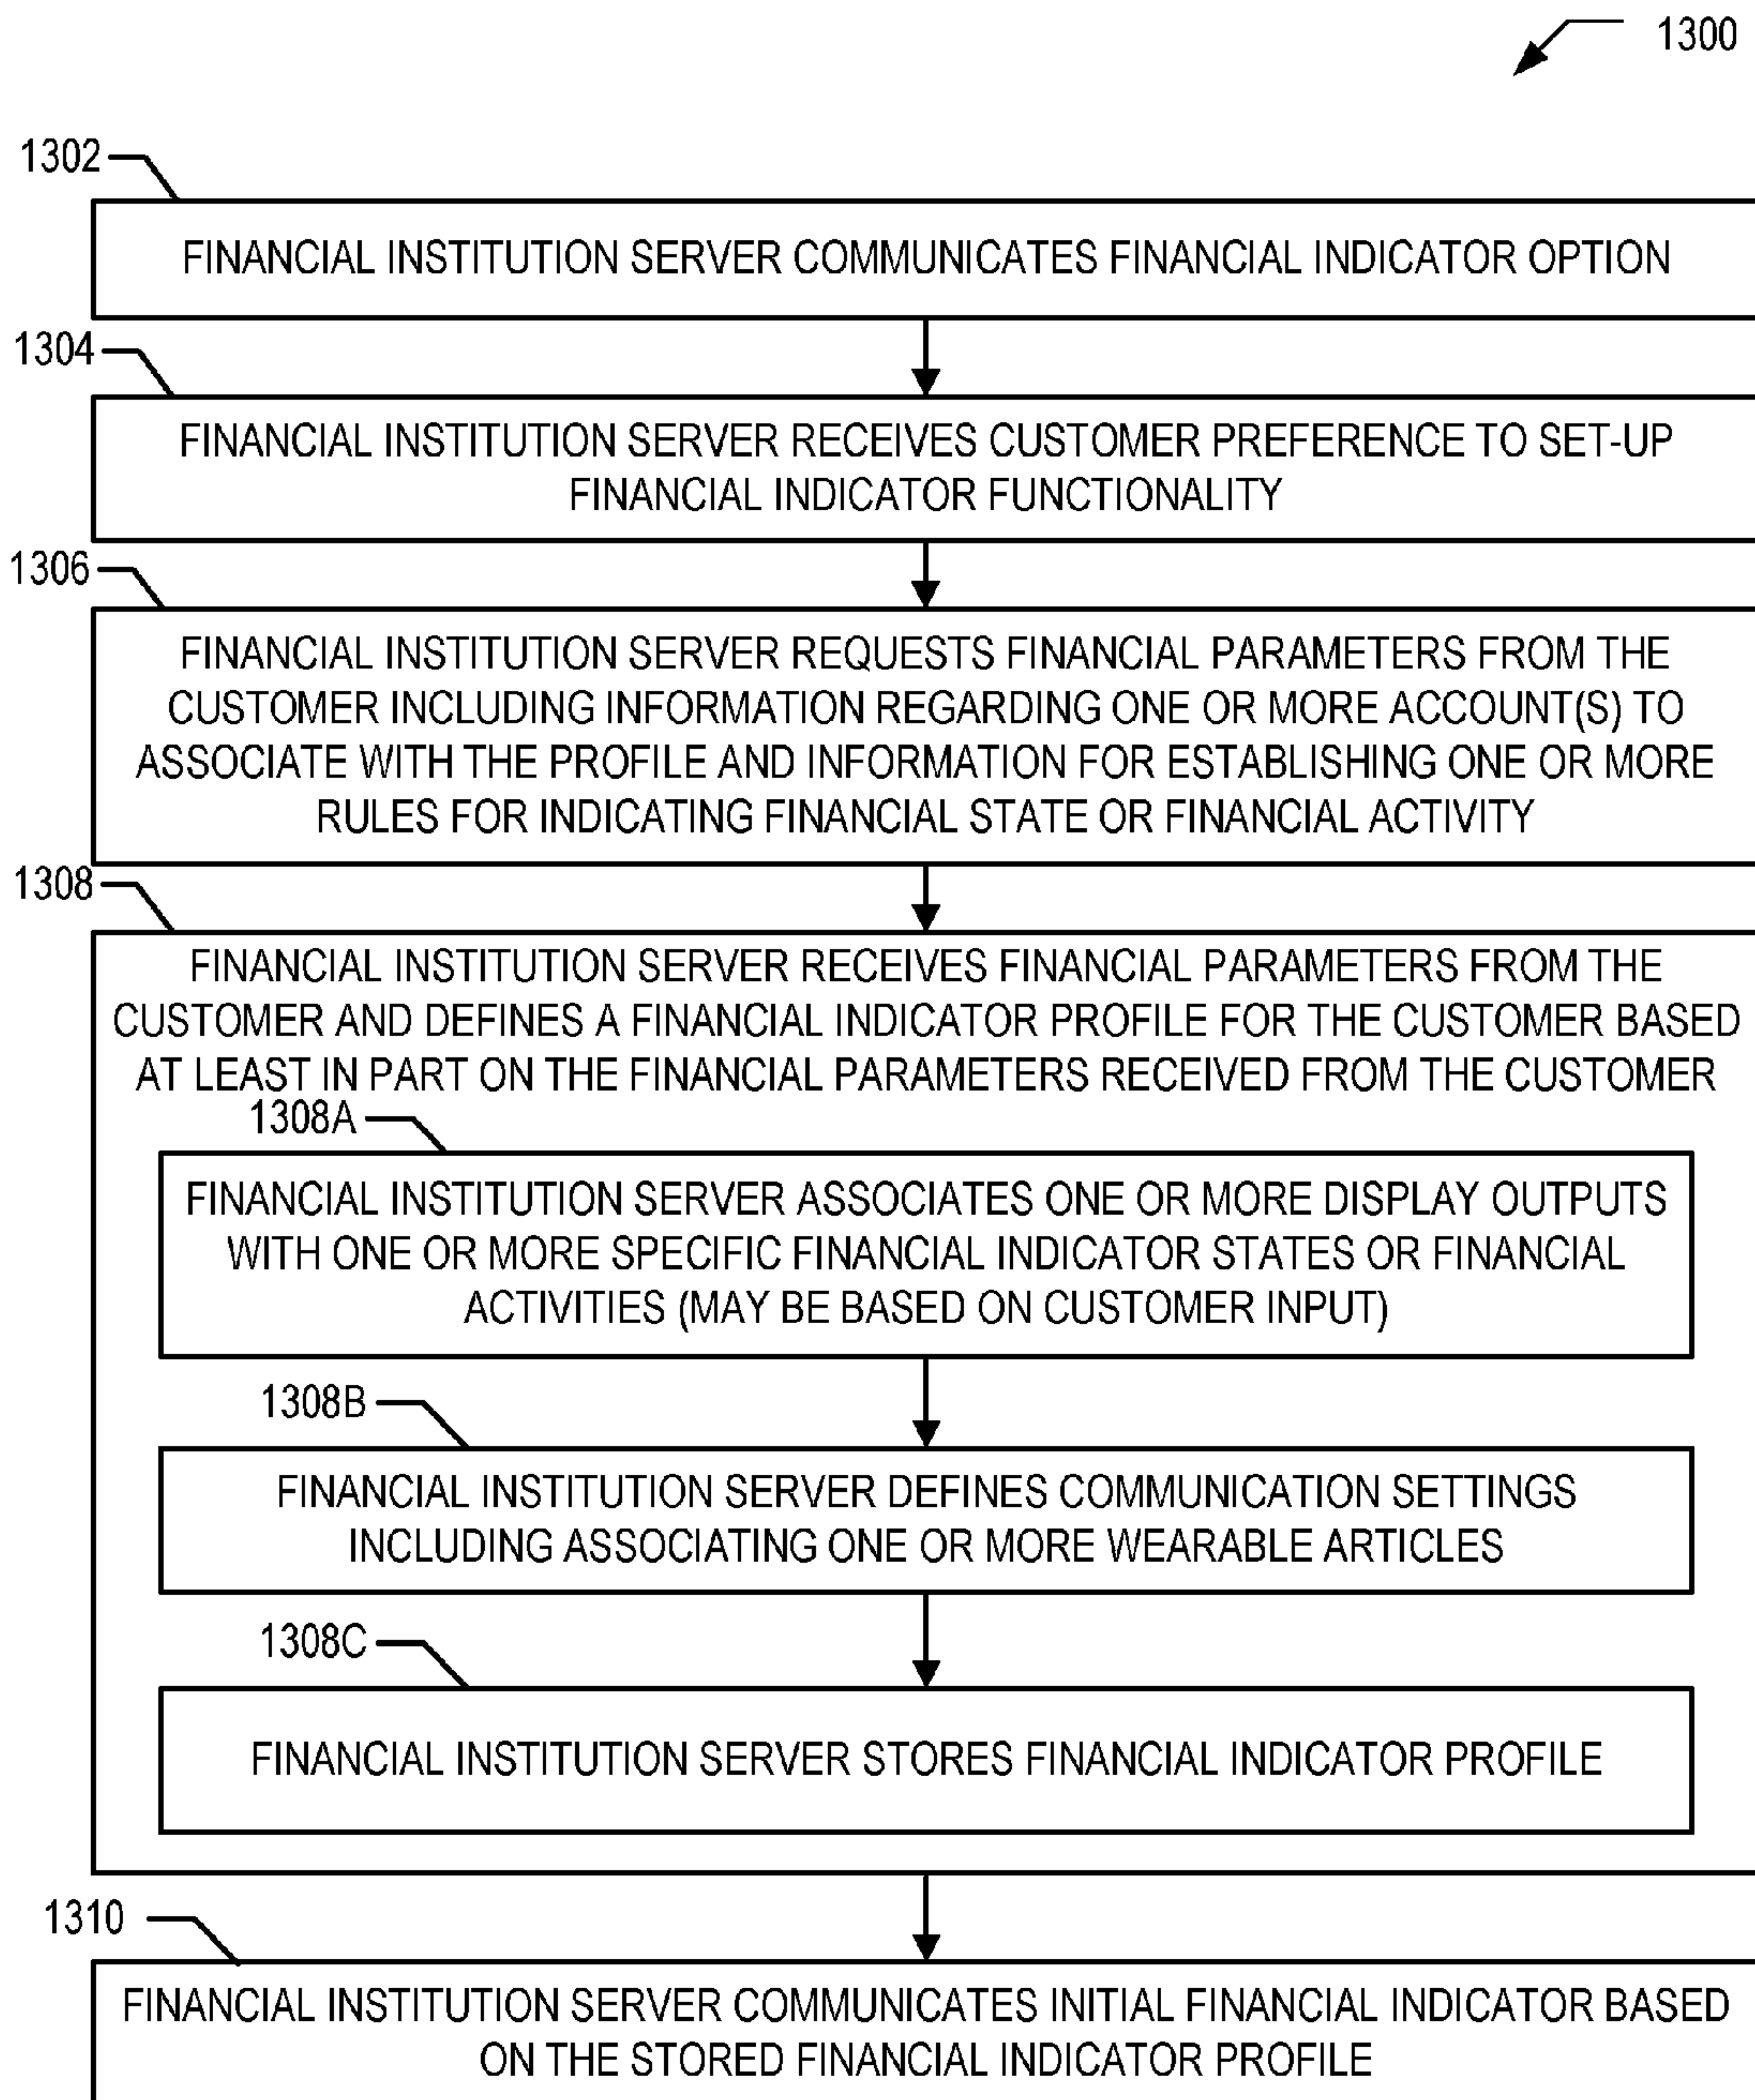 1300
1302
FINANCIAL INSTITUTION SERVER COMMUNICATES FINANCIAL INDICATOR OPTION
1304
FINANCIAL INSTITUTION SERVER RECEIVES CUSTOMER PREFERENCE TO SET-UP
FINANCIAL INDICATOR FUNCTIONALITY
1306
FINANCIAL INSTITUTION SERVER REQUESTS FINANCIAL PARAMETERS FROM THE
CUSTOMER INCLUDING INFORMATION REGARDING ONE OR MORE ACCOUNT(S) TO
ASSOCIATE WITH THE PROFILE AND INFORMATION FOR ESTABLISHING ONE OR MORE
RULES FOR INDICATING FINANCIAL STATE OR FINANCIAL ACTIVITY
1308
FINANCIAL INSTITUTION SERVER RECEIVES FINANCIAL PARAMETERS FROM THE
CUSTOMER AND DEFINES A FINANCIAL INDICATOR PROFILE FOR THE CUSTOMER BASED
AT LEAST IN PART ON THE FINANCIAL PARAMETERS RECEIVED FROM THE CUSTOMER
1308A
FINANCIAL INSTITUTION SERVER ASSOCIATES ONE OR MORE DISPLAY OUTPUTS
WITH ONE OR MORE SPECIFIC FINANCIAL INDICATOR STATES OR FINANCIAL
ACTIVITIES (MAY BE BASED ON CUSTOMER INPUT)
1308B
FINANCIAL INSTITUTION SERVER DEFINES COMMUNICATION SETTINGS
INCLUDING ASSOCIATING ONE OR MORE WEARABLE ARTICLES
1308C
FINANCIAL INSTITUTION SERVER STORES FINANCIAL INDICATOR PROFILE
1310
FINANCIAL INSTITUTION SERVER COMMUNICATES INITIAL FINANCIAL INDICATOR BASED
ON THE STORED FINANCIAL INDICATOR PROFILE